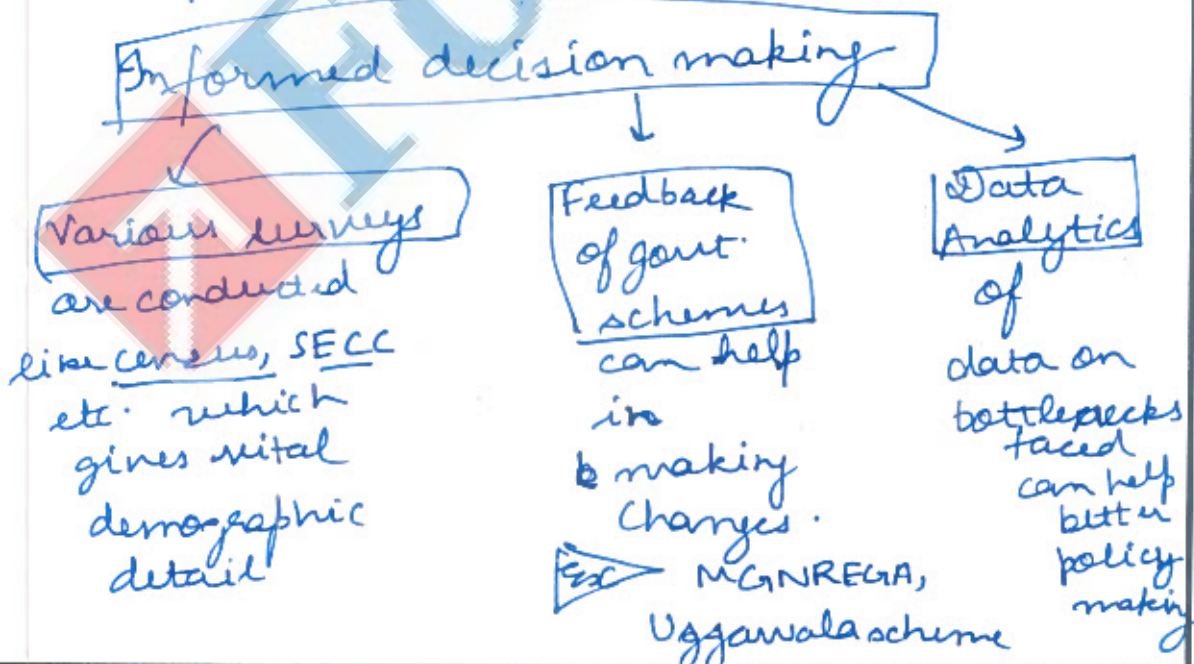 Informed decision making
Various surveys
are conducted
like census, SECC
etc. which
gives vital
demographic
detail
Feedback
of govt.
schemes
can help
in
making
Changes.
Ex
MGNREGA,
Uggawala scheme
Data
Analytics
of
data on
bottlenecks
faced
can help
better
policy
making